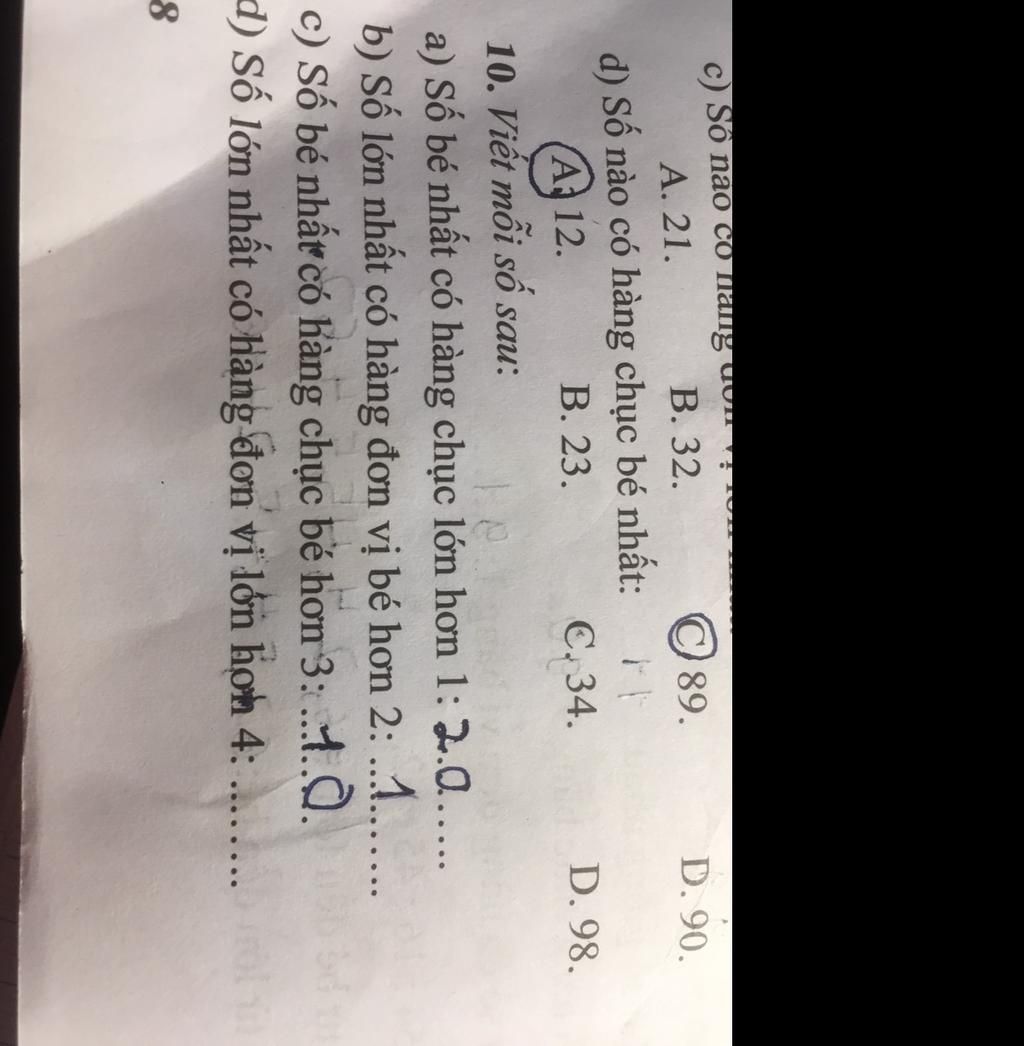 c) Số nào có hàng đơn vị lớn nhất:
A. 21. B. 32. C 89. D. 90.
d) Số nào có hàng chục bé nhất:
A. 12. B. 23. C. 34. D. 98.
10. Viết mỗi số sau:
a) Số bé nhất có hàng chục lớn hơn 1: 20......
b) Số lớn nhất có hàng đơn vị bé hơn 2: ....1.......
c) Số bé nhất có hàng chục bé hơn 3: ...10.
d) Số lớn nhất có hàng đơn vị lớn hơn 4: .........
8